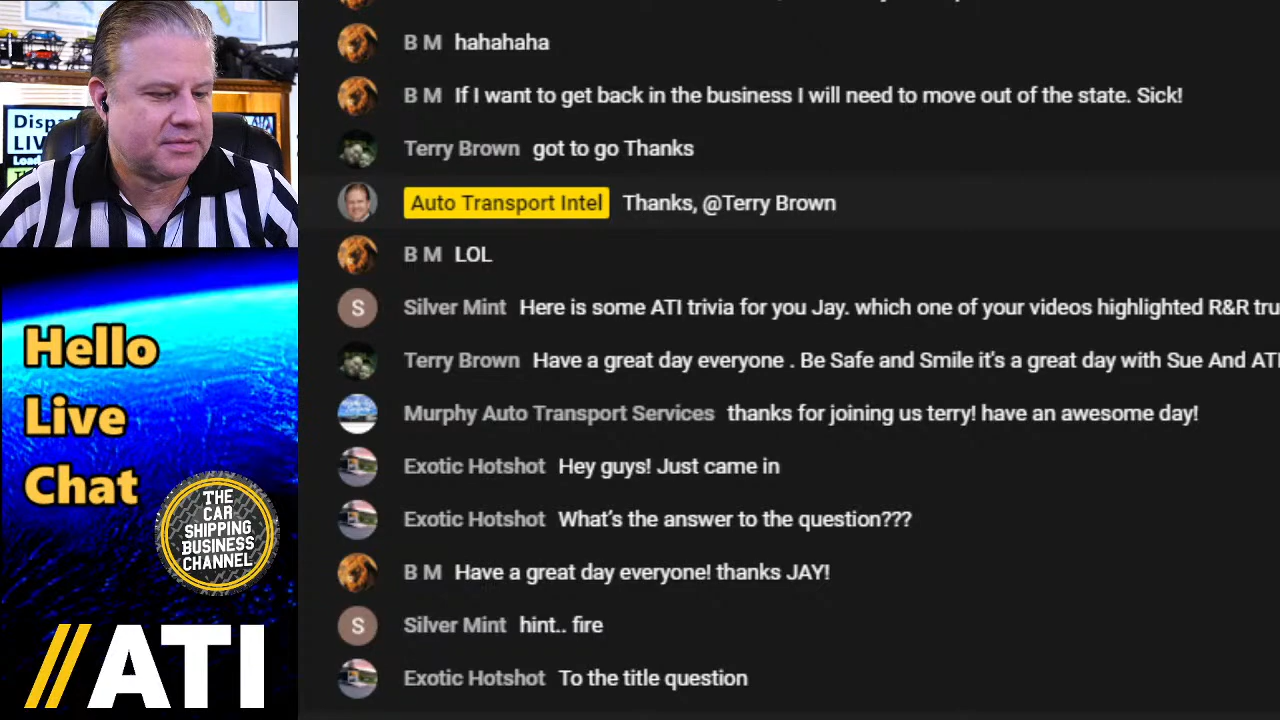 B M hahahaha
B M If I want to get back in the business I will need to move out of the state. Sick!
Terry Brown got to go Thanks
Auto Transport Intel Thanks, @Terry Brown
B M LOL
S Silver Mint Here is some ATI trivia for you Jay. which one of your videos highlighted R&R tru
Terry Brown Have a great day everyone . Be Safe and Smile it's a great day with Sue And ATI
Murphy Auto Transport Services thanks for joining us terry! have an awesome day!
Exotic Hotshot Hey guys! Just came in
Exotic Hotshot What's the answer to the question???
B M Have a great day everyone! thanks JAY!
S Silver Mint hint.. fire
Exotic Hotshot To the title question
LIV
Load
Hello
Live
Chat
THE
CAR
SHIPPING
BUSINESS
CHANNEL
//ATI